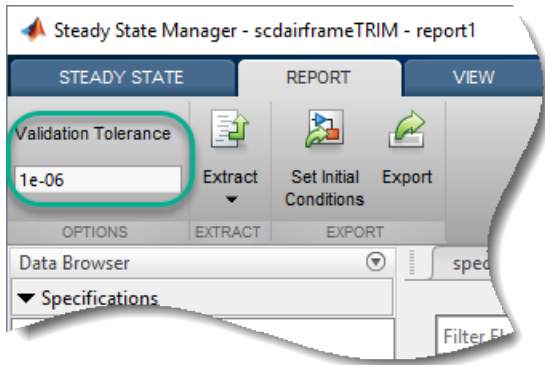 Steady State Manager - scdairframeTRIM - report1
STEADY STATE REPORT VIEW
Validation Tolerance
1e-06
Extract
Set Initial
Conditions
Export
OPTIONS EXTRACT EXPORT
Data Browser
Specifications
Filter